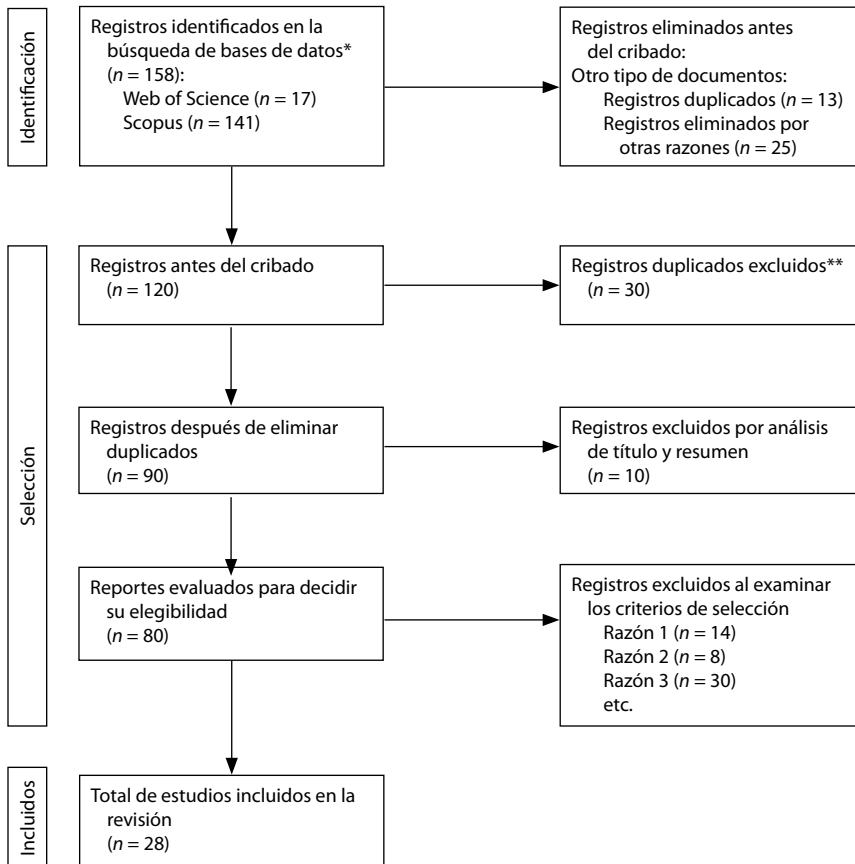 Identificación
Registros identificados en la
búsqueda de bases de datos*
(n = 158):
Web of Science (n = 17)
Scopus (n = 141)
Registros eliminados antes
del cribado:
Otro tipo de documentos:
Registros duplicados (n = 13)
Registros eliminados por
otras razones (n = 25)
Selección
Registros antes del cribado
(n = 120)
Registros duplicados excluidos**
(n = 30)
Registros después de eliminar
duplicados
(n = 90)
Registros excluidos por análisis
de título y resumen
(n = 10)
Reportes evaluados para decidir
su elegibilidad
(n = 80)
Registros excluidos al examinar
los criterios de selección
Razón 1 (n = 14)
Razón 2 (n = 8)
Razón 3 (n = 30)
etc.
Incluidos
Total de estudios incluidos en la
revisión
(n = 28)